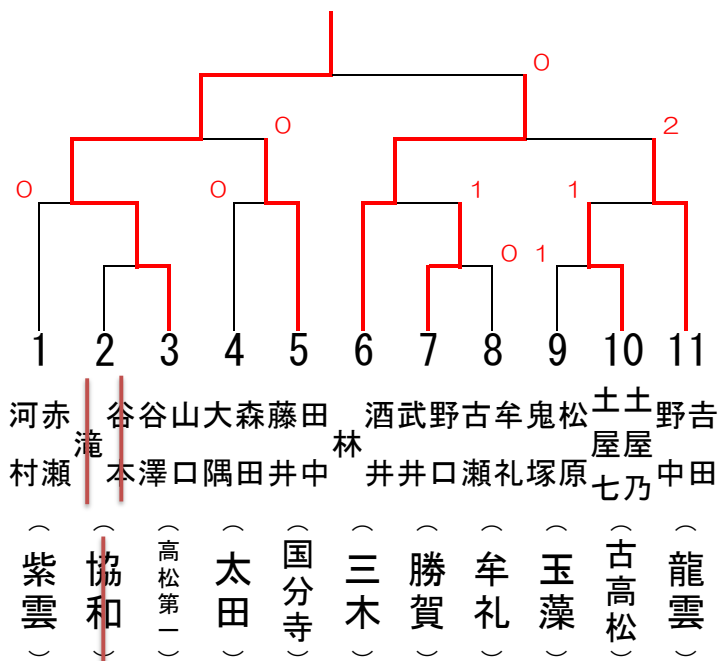 ０
０
２
０
０
１
１
０
１
1
2
3
4
5
6
7
8
9
10
11
河村
赤瀬
滝
谷本
谷澤
山口
大隅
森田
藤井
田中
林
酒井
武井
野口
古瀬
牟礼
鬼塚
松原
土屋七
土屋乃
野中
𠮷田
（紫雲）
（協和）
（高松第一）
（太田）
（国分寺）
（三木）
（勝賀）
（牟礼）
（玉藻）
（古高松）
（龍雲）